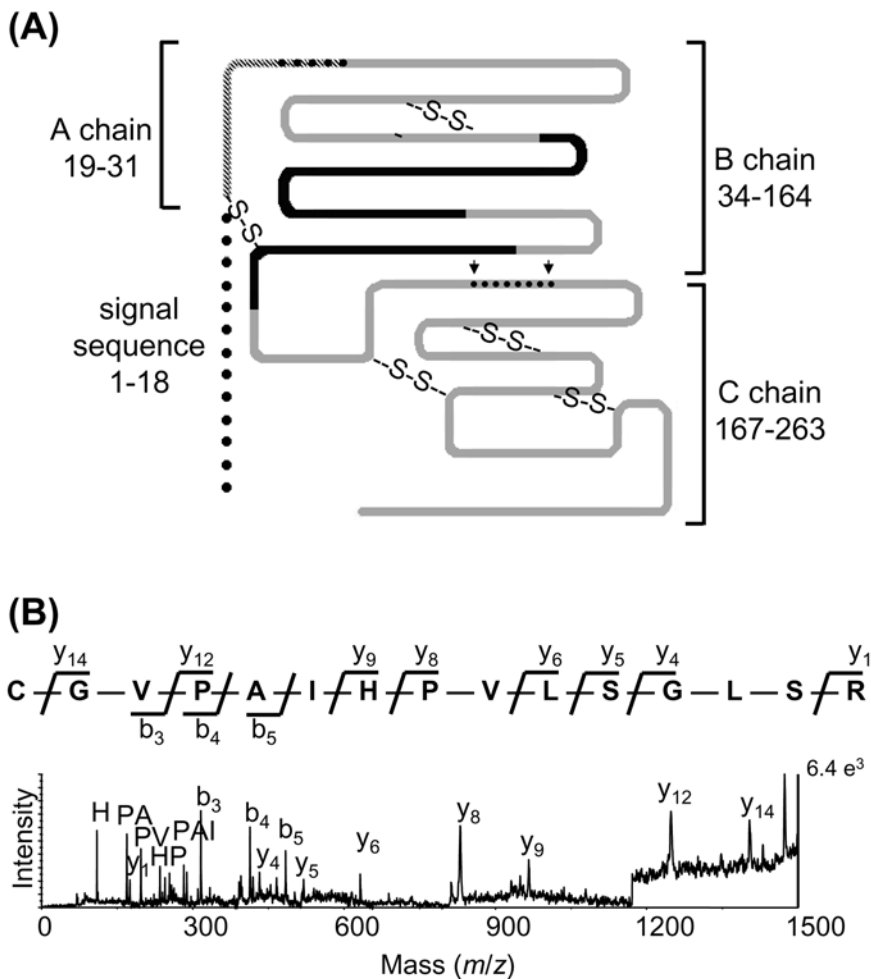 (A)
A chain
19-31
S-S
S-S
B chain
34-164
signal
sequence
1-18
S-S
S-S
S-S
C chain
167-263
(B)
y14 y12 y9 y8 y6 y5 y4 y1
C G V P A I H P V L S G L S R
b3 b4 b5
6.4 e3
Intensity
H PA y1 PV HP PAI b3 b4 y4 b5 y5 y6 y8 y9 y12 y14
0 300 600 900 1200 1500
Mass (m/z)